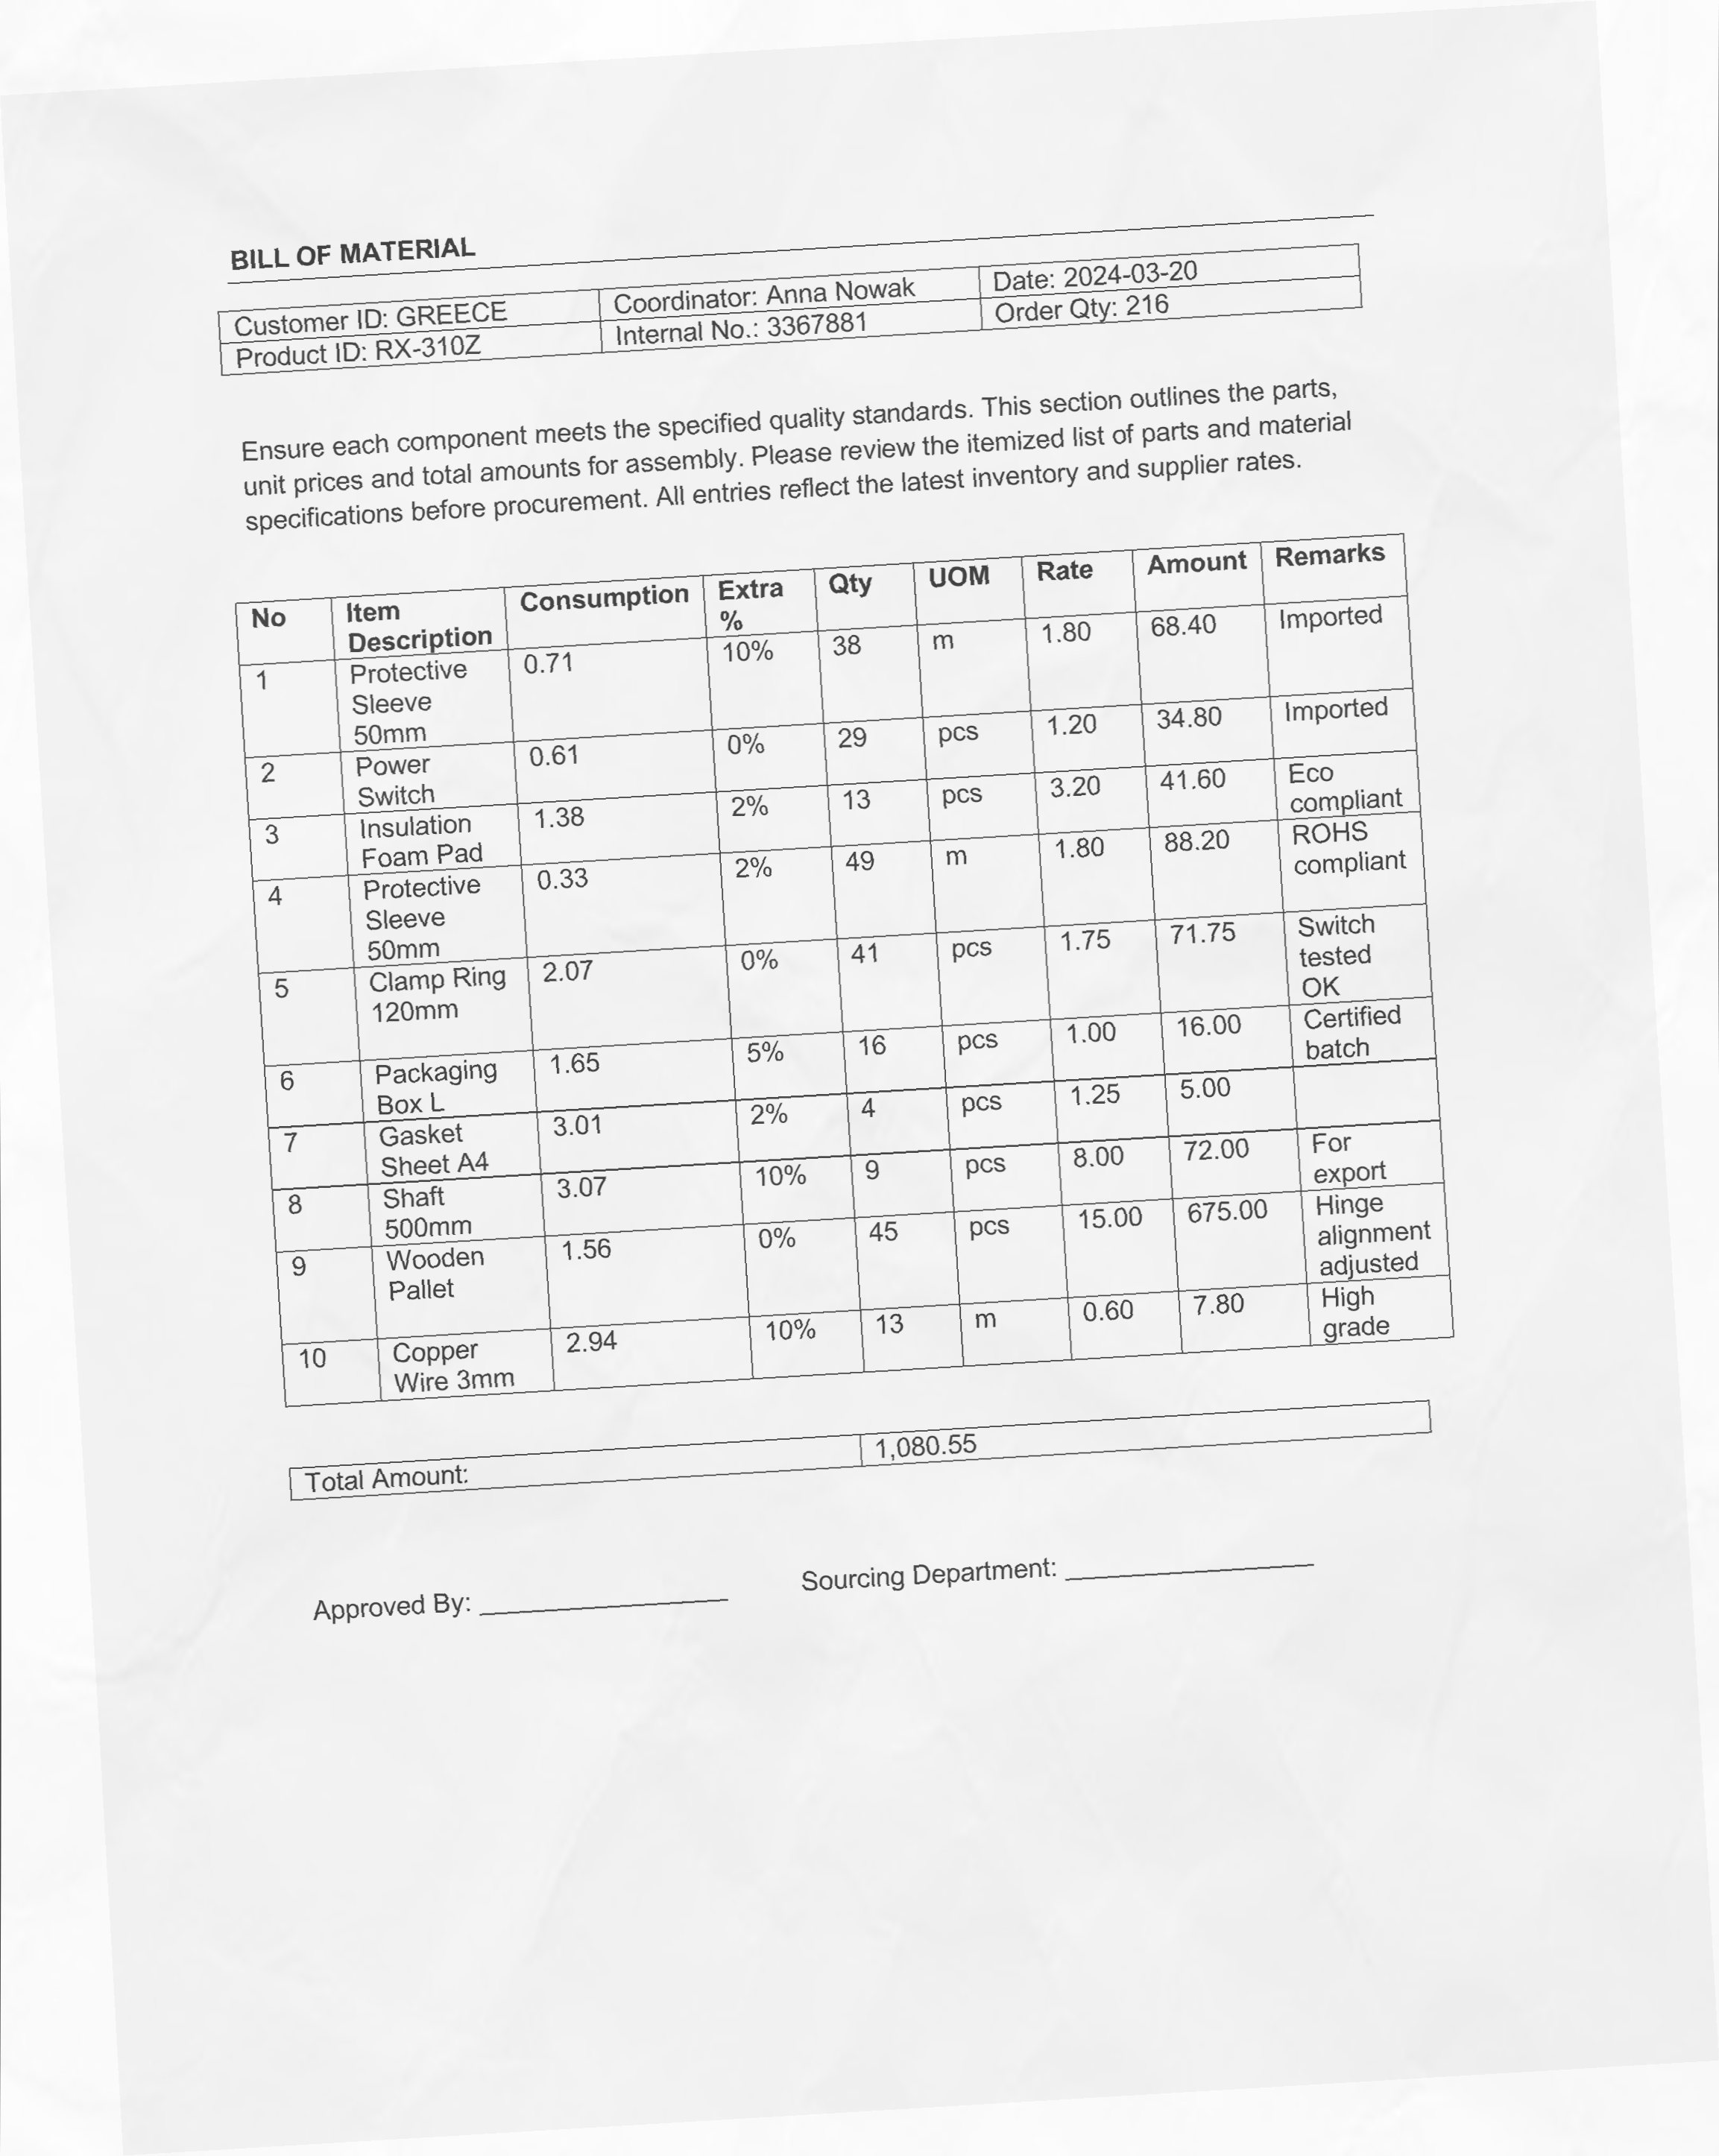 BILL OF MATERIAL
Customer ID: GREECE Coordinator: Anna Nowak Date: 2024-03-20
Product ID: RX-310Z Internal No.: 3367881 Order Qty: 216
Ensure each component meets the specified quality standards. This section outlines the parts,
unit prices and total amounts for assembly. Please review the itemized list of parts and material
specifications before procurement. All entries reflect the latest inventory and supplier rates.
No Item Consumption Extra Qty UOM Rate Amount Remarks
Description %
1 Protective 0.71 10% 38 m 1.80 68.40 Imported
Sleeve
50mm
2 Power 0.61 0% 29 pcs 1.20 34.80 Imported
Switch
3 Insulation 1.38 2% 13 pcs 3.20 41.60 Eco
Foam Pad compliant
4 Protective 0.33 2% 49 m 1.80 88.20 ROHS
Sleeve compliant
50mm
5 Clamp Ring 2.07 0% 41 pcs 1.75 71.75 Switch
120mm tested
OK
6 Packaging 1.65 5% 16 pcs 1.00 16.00 Certified
Box L batch
7 Gasket 3.01 2% 4 pcs 1.25 5.00
Sheet A4
8 Shaft 3.07 10% 9 pcs 8.00 72.00 For
500mm export
9 Wooden 1.56 0% 45 pcs 15.00 675.00 Hinge
Pallet alignment
adjusted
10 Copper 2.94 10% 13 m 0.60 7.80 High
Wire 3mm grade
Total Amount: 1,080.55
Approved By: __________________ Sourcing Department: __________________